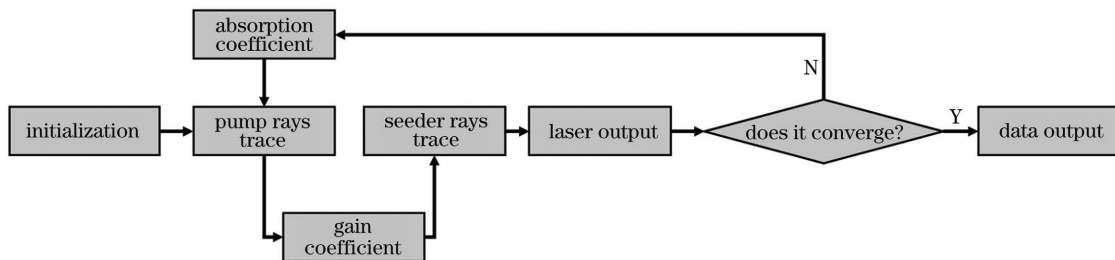 absorption
coefficient
N
initialization
pump rays
trace
seeder rays
trace
laser output
does it converge?
Y
data output
gain
coefficient